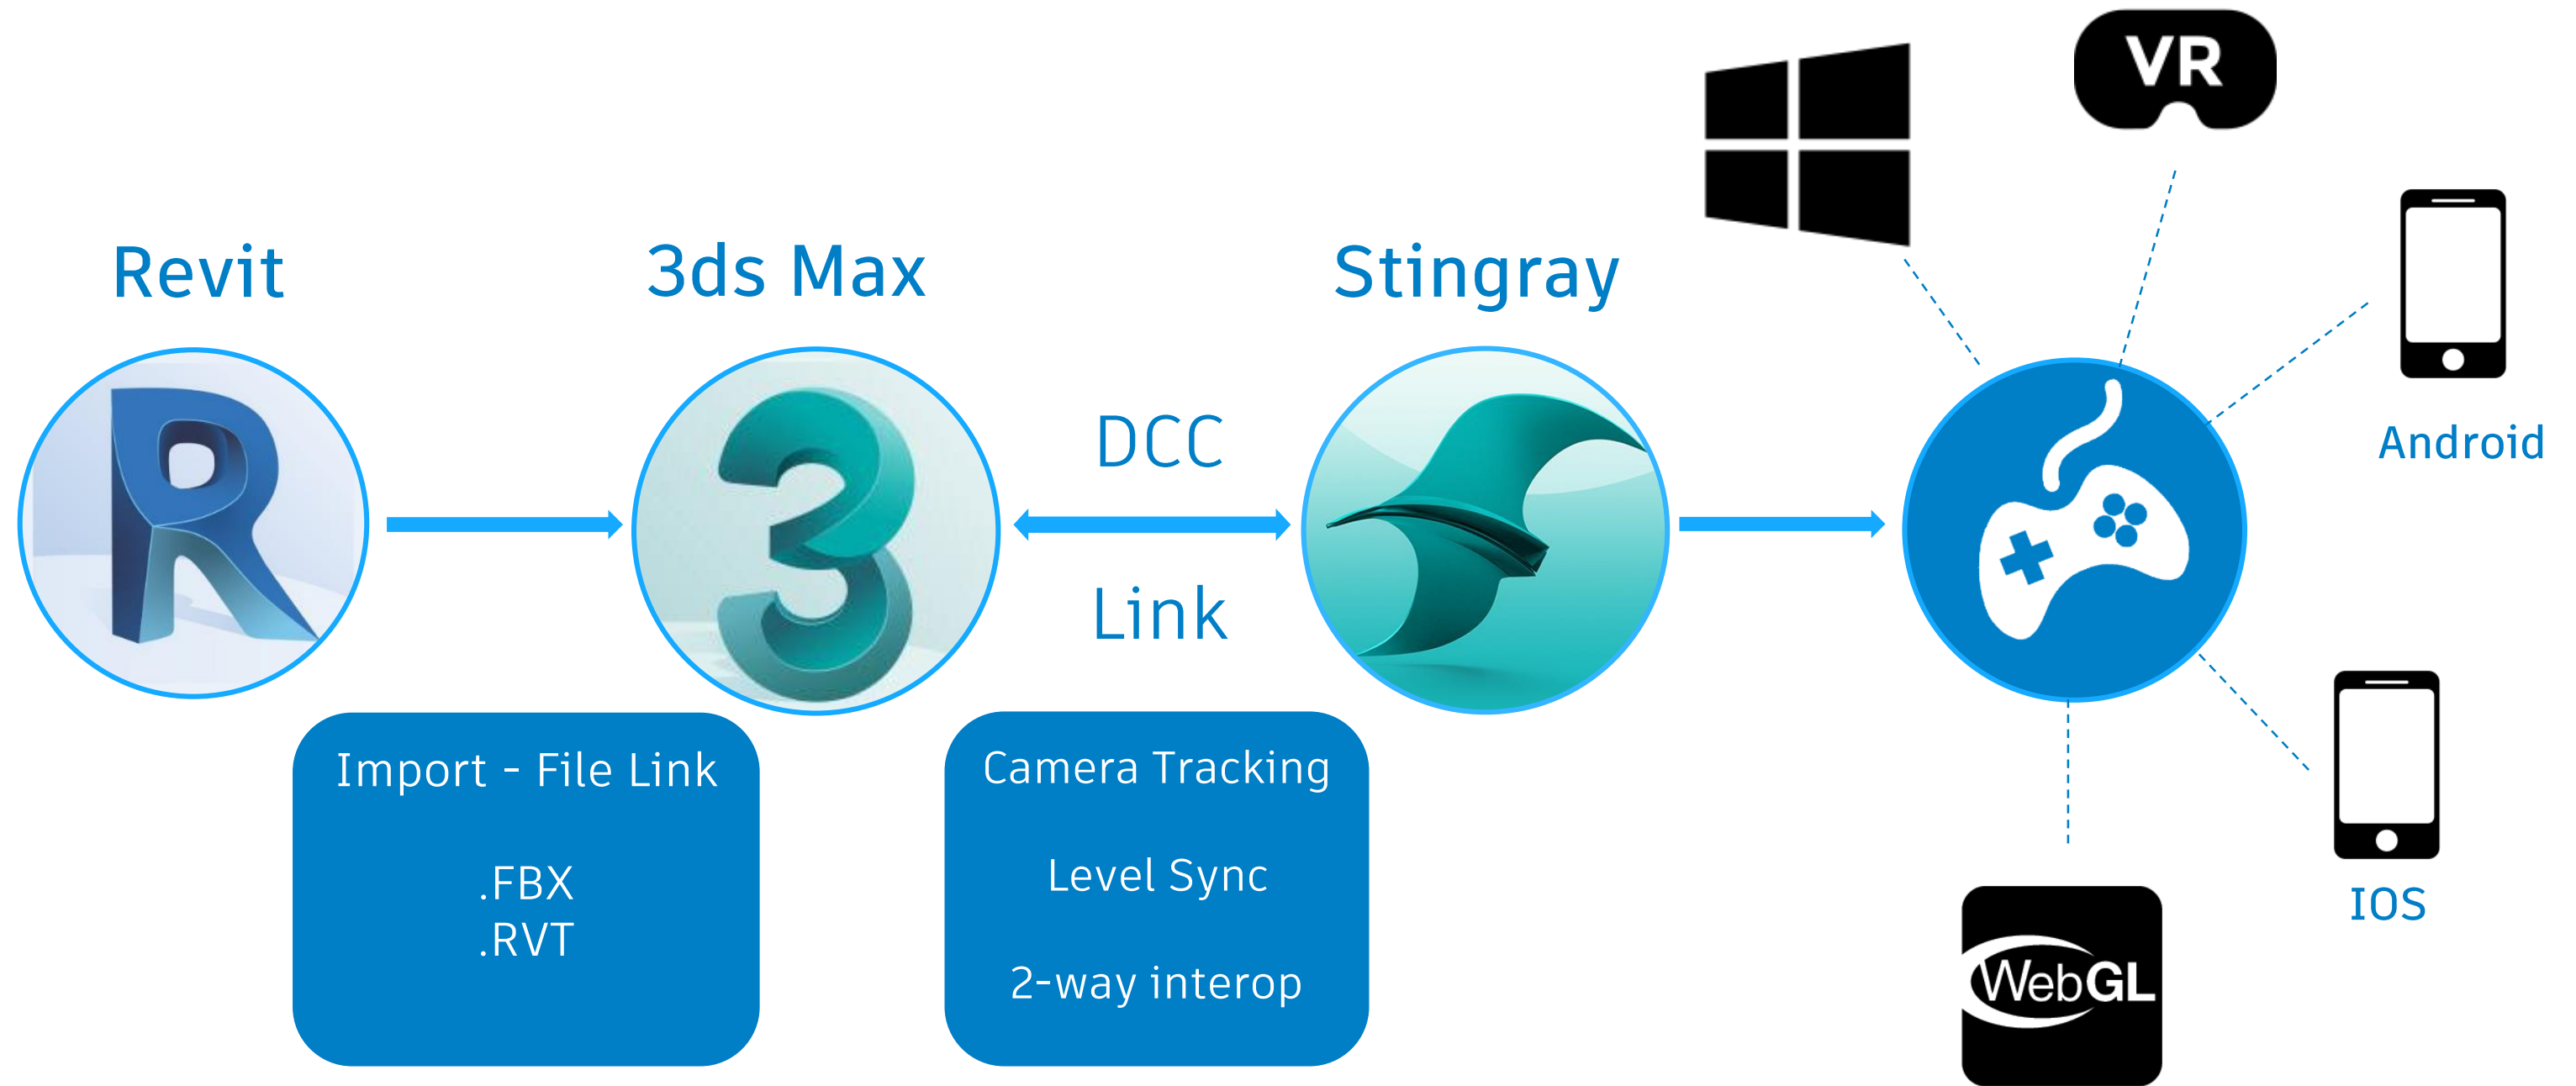 VR
Revit
3ds Max
Stingray
DCC
Link
Android
Import - File Link
.FBX
.RVT
Camera Tracking
Level Sync
2-way interop
IOS
WebGL